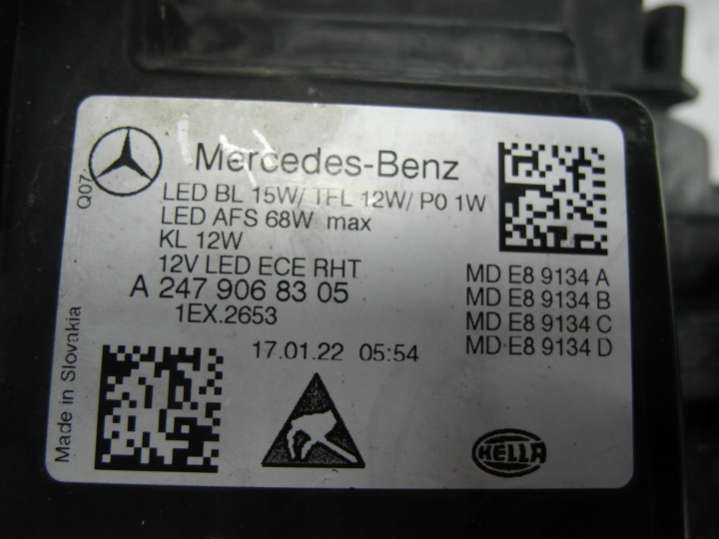 Mercedes-Benz
Q07
LED BL 15W/ TFL 12W/ PO 1W
LED AFS 68W max
KL 12W
12V LED ECE RHT
A 247 906 83 05
1EX.2653
17.01.22 05:54
MD E8 9134 A
MD E8 9134 B
MD E8 9134 C
MD E8 9134 D
Made in Slovakia
HELLA